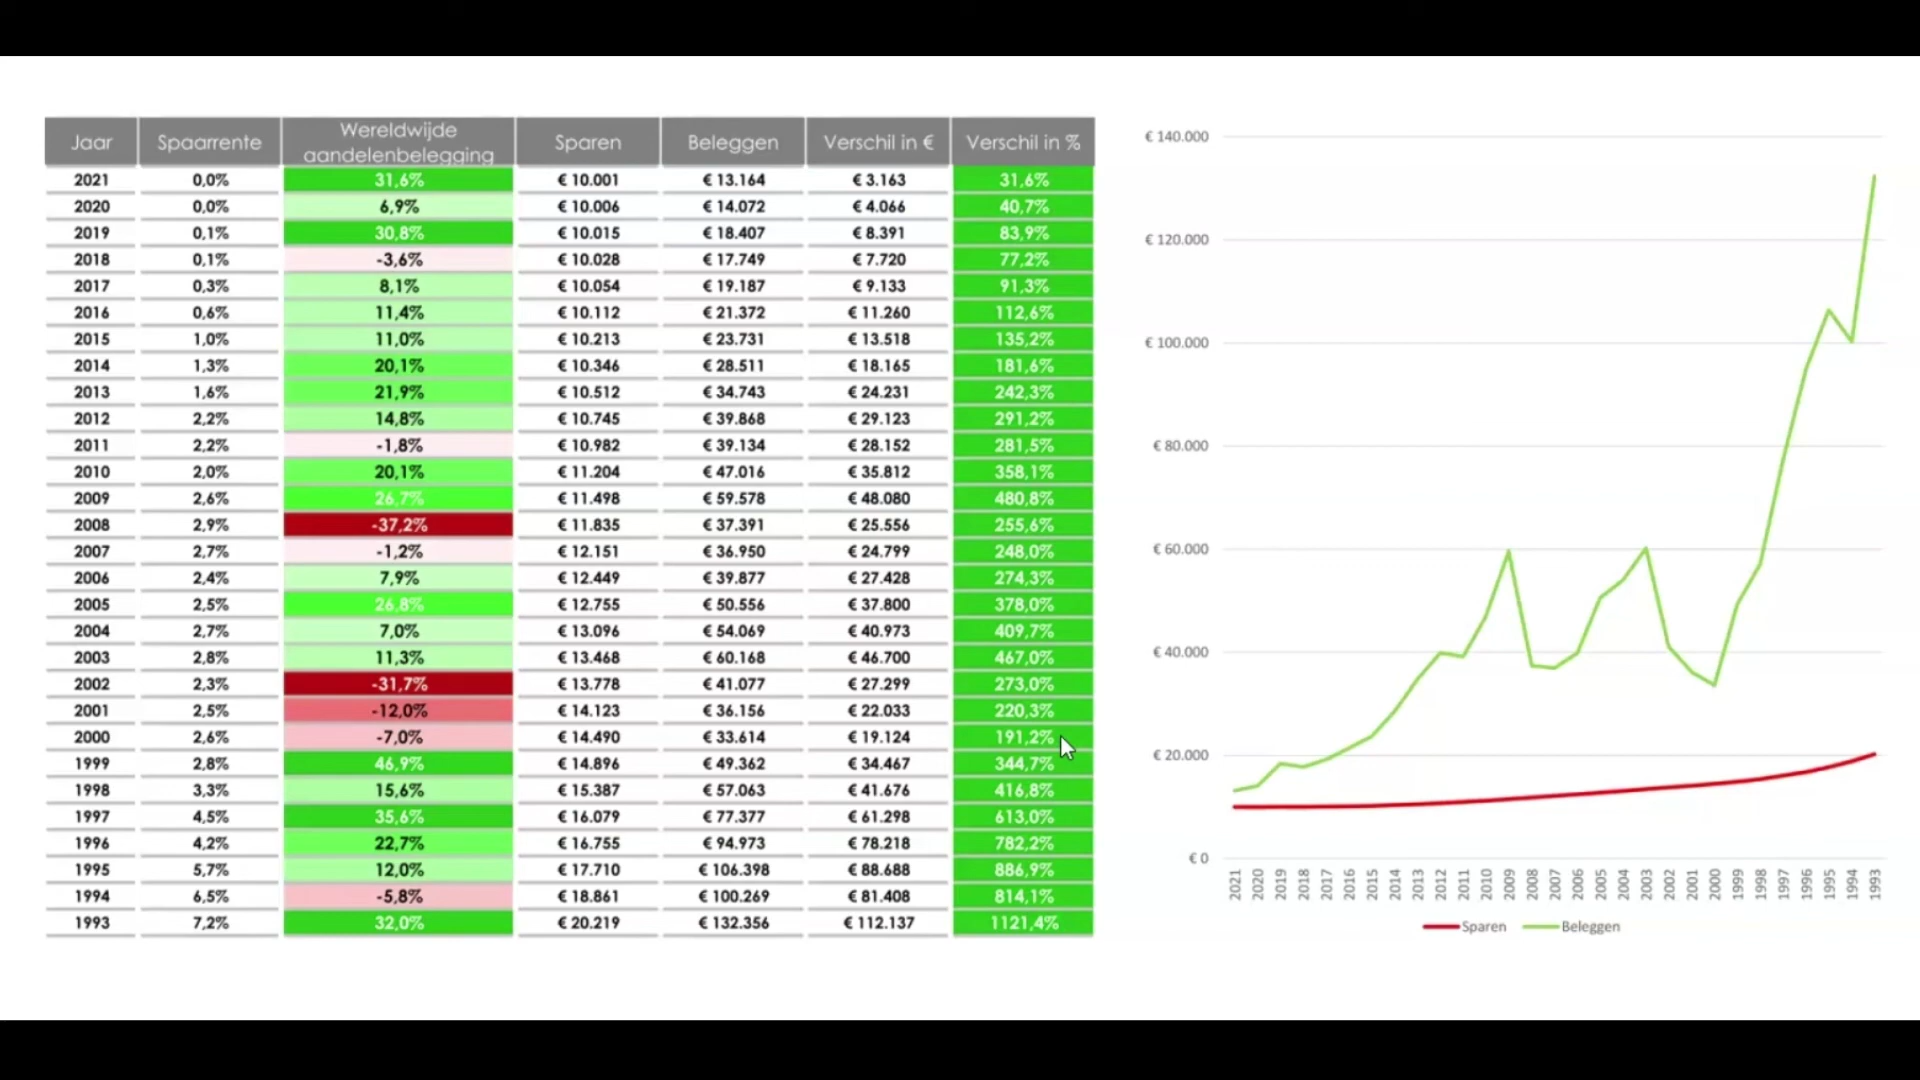 Jaar Spaarrente Wereldwijde aandelenbelegging Sparen Beleggen Verschil in € Verschil in %
2021 0,0% 31,6% € 10.001 € 13.164 € 3.163 31,6%
2020 0,0% 6,9% € 10.006 € 14.072 € 4.066 40,7%
2019 0,1% 30,8% € 10.015 € 18.407 € 8.391 83,9%
2018 0,1% -3,6% € 10.028 € 17.749 € 7.720 77,2%
2017 0,3% 8,1% € 10.054 € 19.187 € 9.133 91,3%
2016 0,6% 11,4% € 10.112 € 21.372 € 11.260 112,6%
2015 1,0% 11,0% € 10.213 € 23.731 € 13.518 135,2%
2014 1,3% 20,1% € 10.346 € 28.511 € 18.165 181,6%
2013 1,6% 21,9% € 10.512 € 34.743 € 24.231 242,3%
2012 2,2% 14,8% € 10.745 € 39.868 € 29.123 291,2%
2011 2,2% -1,8% € 10.982 € 39.134 € 28.152 281,5%
2010 2,0% 20,1% € 11.204 € 47.016 € 35.812 358,1%
2009 2,6% 26,7% € 11.498 € 59.578 € 48.080 480,8%
2008 2,9% -37,2% € 11.835 € 37.391 € 25.556 255,6%
2007 2,7% -1,2% € 12.151 € 36.950 € 24.799 248,0%
2006 2,4% 7,9% € 12.449 € 39.877 € 27.428 274,3%
2005 2,5% 26,8% € 12.755 € 50.556 € 37.800 378,0%
2004 2,7% 7,0% € 13.096 € 54.069 € 40.973 409,7%
2003 2,8% 11,3% € 13.468 € 60.168 € 46.700 467,0%
2002 2,3% -31,7% € 13.778 € 41.077 € 27.299 273,0%
2001 2,5% -12,0% € 14.123 € 36.156 € 22.033 220,3%
2000 2,6% -7,0% € 14.490 € 33.614 € 19.124 191,2%
1999 2,8% 46,9% € 14.896 € 49.362 € 34.467 344,7%
1998 3,3% 15,6% € 15.387 € 57.063 € 41.676 416,8%
1997 4,5% 35,6% € 16.079 € 77.377 € 61.298 613,0%
1996 4,2% 22,7% € 16.755 € 94.973 € 78.218 782,2%
1995 5,7% 12,0% € 17.710 € 106.398 € 88.688 886,9%
1994 6,5% -5,8% € 18.861 € 100.269 € 81.408 814,1%
1993 7,2% 32,0% € 20.219 € 132.356 € 112.137 1121,4%
€ 140.000
€ 120.000
€ 100.000
€ 80.000
€ 60.000
€ 40.000
€ 20.000
€ 0
2021 2020 2019 2018 2017 2016 2015 2014 2013 2012 2011 2010 2009 2008 2007 2006 2005 2004 2003 2002 2001 2000 1999 1998 1997 1996 1995 1994 1993
Sparen Beleggen